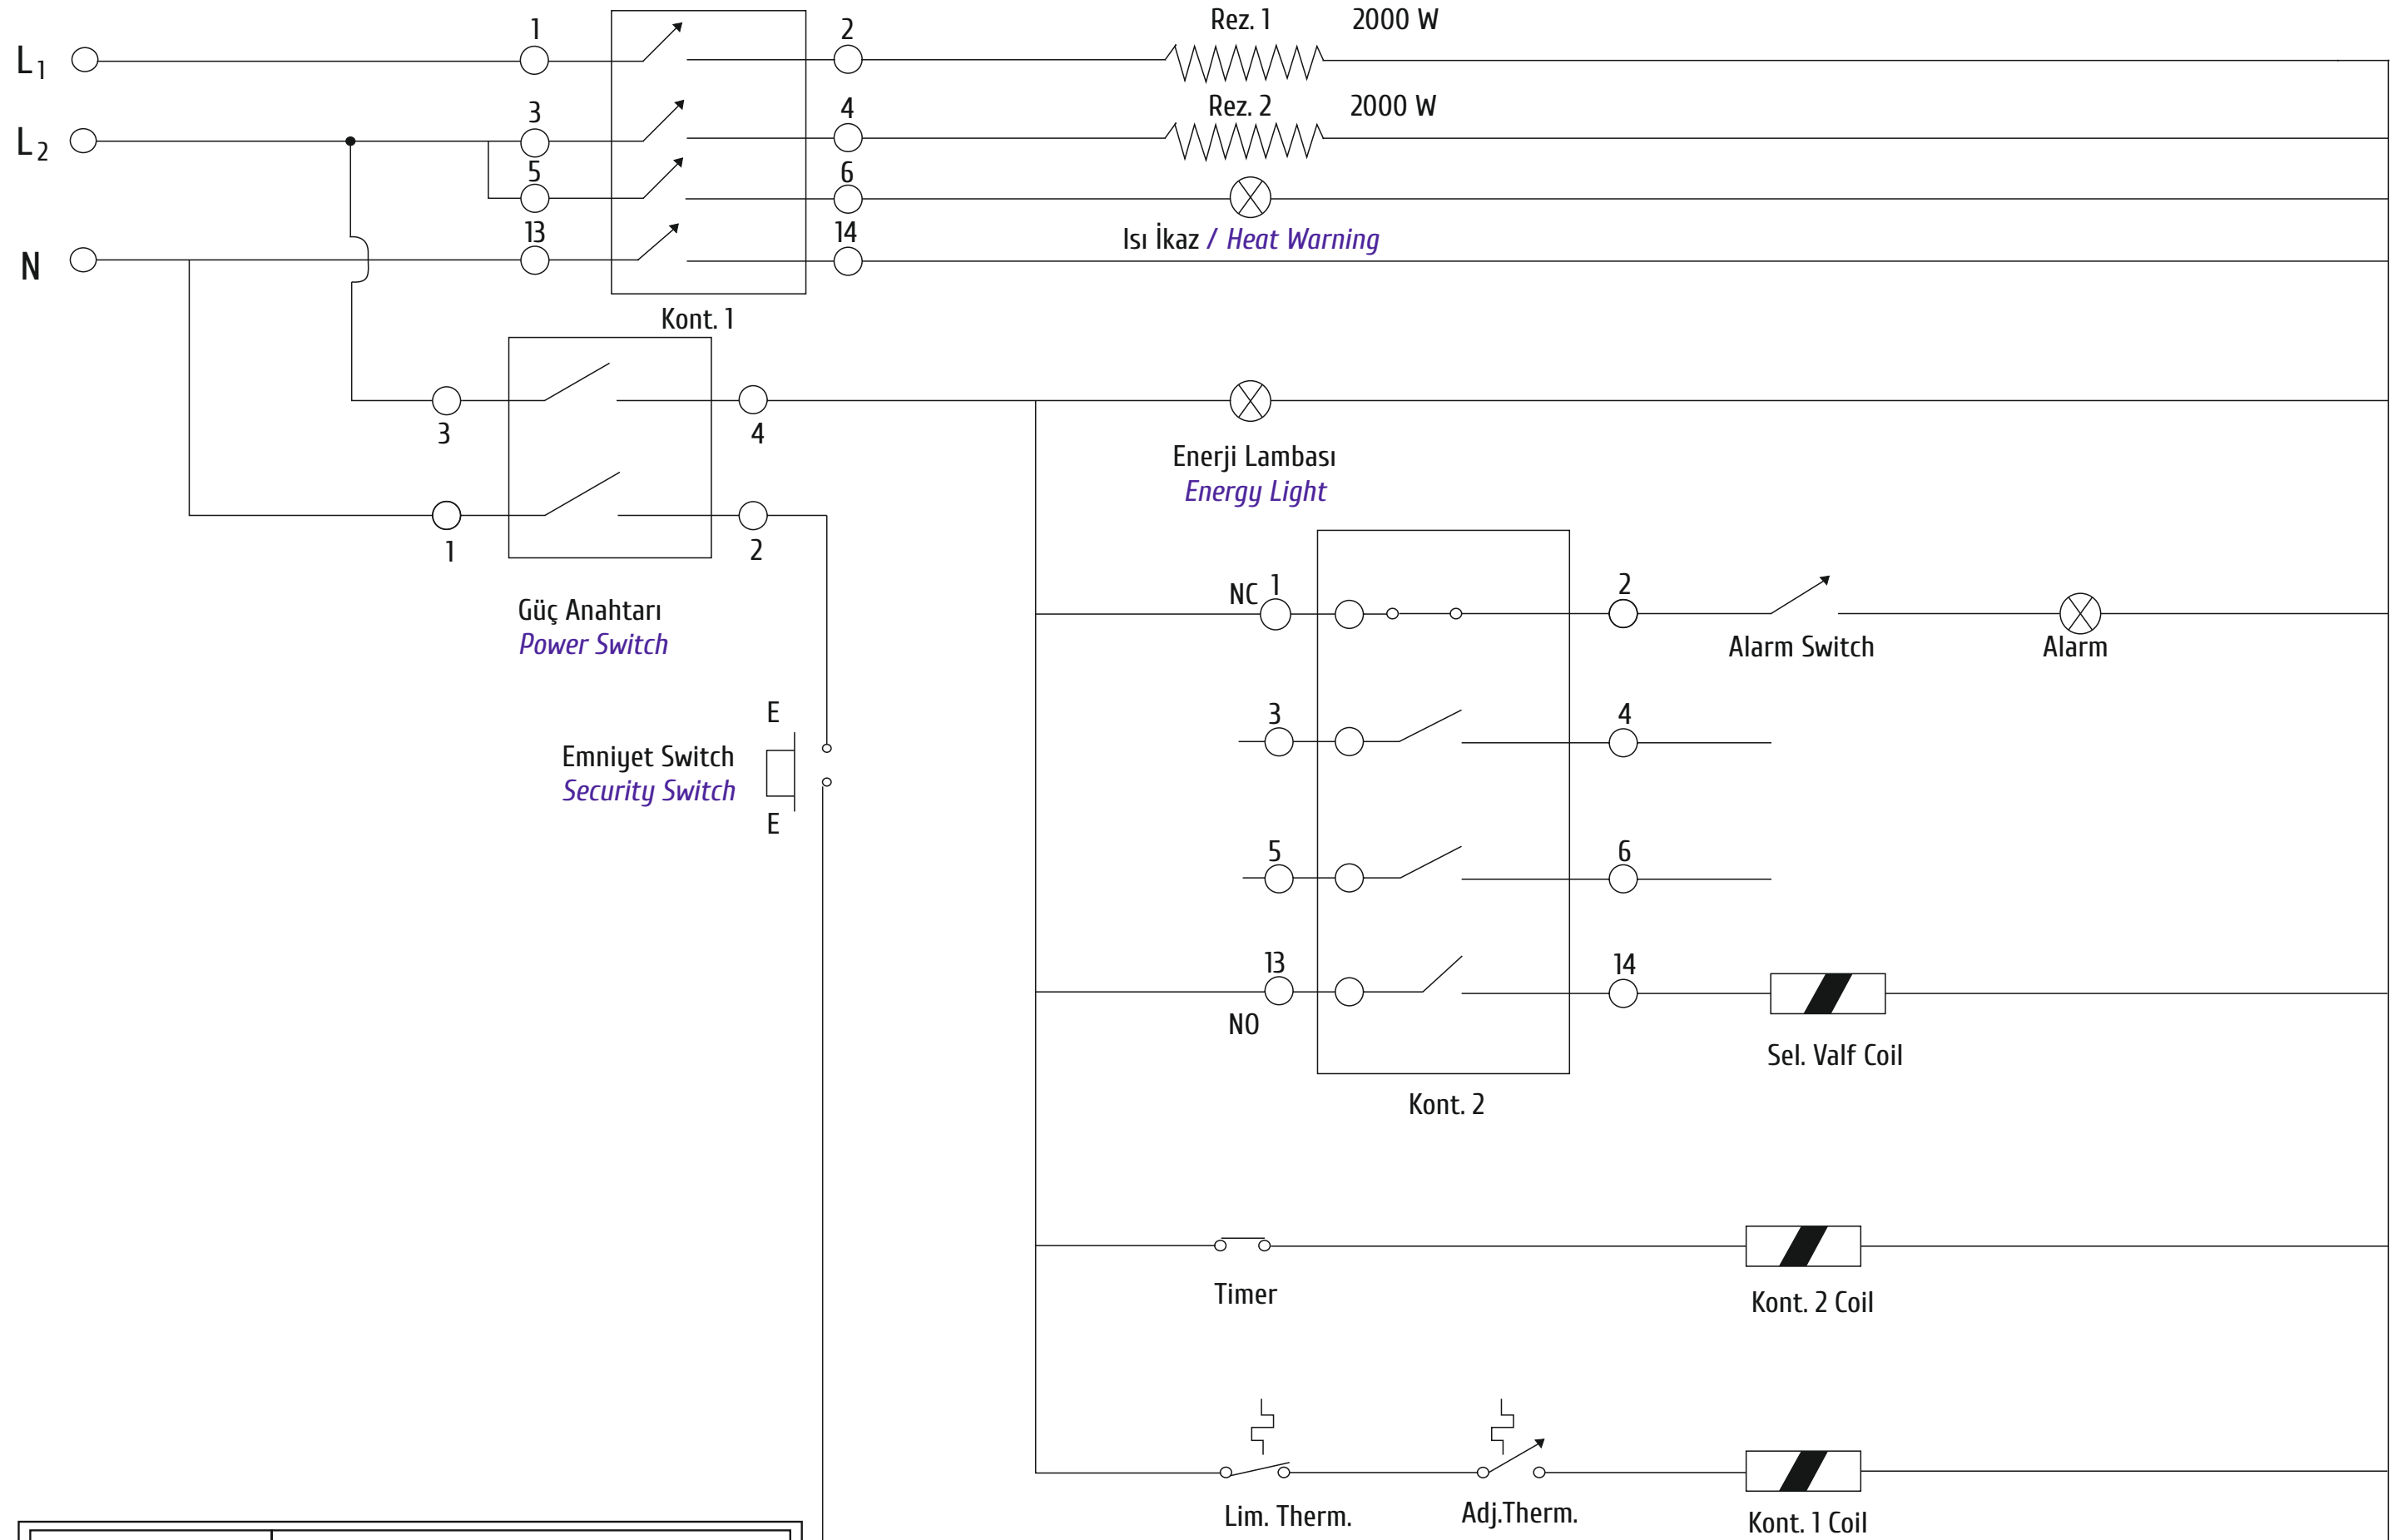 1
2
Rez. 1 2000 W
L1
3
4
Rez. 2 2000 W
L2
5
6
13
14
Isı İkaz / Heat Warning
N
Kont. 1
3
4
Enerji Lambası
Energy Light
1
2
NC 1
2
Güç Anahtarı
Power Switch
Alarm Switch
Alarm
E
3
4
Emniyet Switch
Security Switch
E
5
6
13
14
NO
Sel. Valf Coil
Kont. 2
Timer
Kont. 2 Coil
Lim. Therm.
Adj.Therm.
Kont. 1 Coil